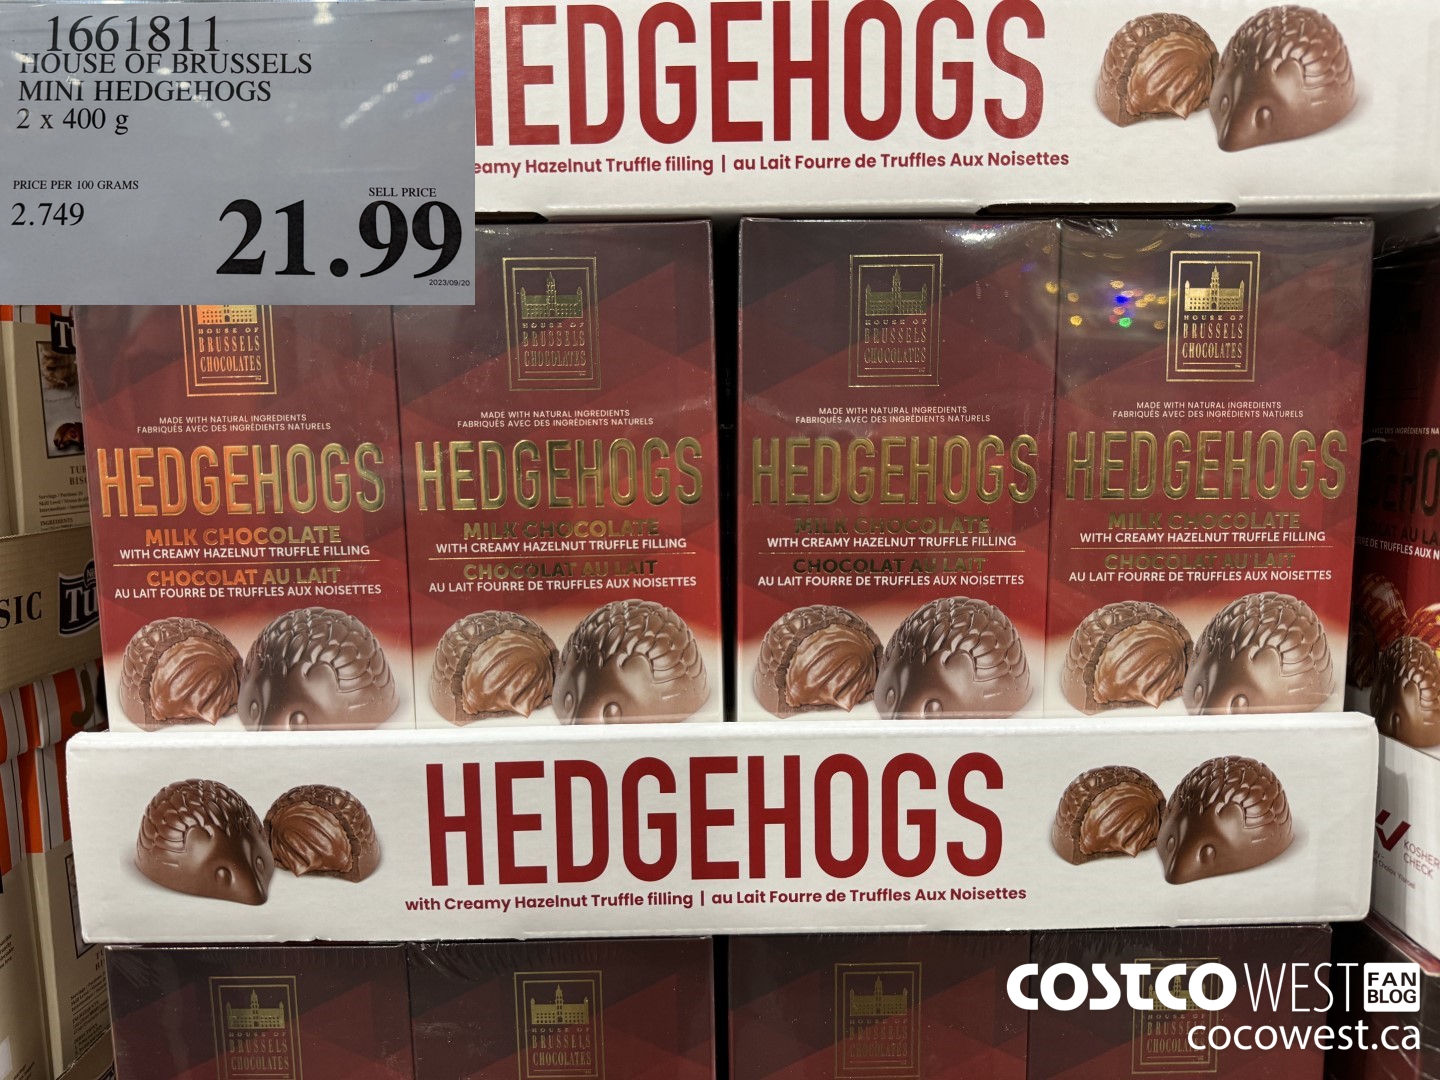 1661811
HOUSE OF BRUSSELS
MINI HEDGEHOGS
2 x 400 g
PRICE PER 100 GRAMS
2.749
SELL PRICE
21.99
2023/09/20
HEDGEHOGS
eamy Hazelnut Truffle filling | au Lait Fourre de Truffles Aux Noisettes
HOUSE OF
BRUSSELS
CHOCOLATES
MADE WITH NATURAL INGREDIENTS
FABRIQUÉS AVEC DES INGRÉDIENTS NATURELS
HEDGEHOGS
MILK CHOCOLATE
WITH CREAMY HAZELNUT TRUFFLE FILLING
CHOCOLAT AU LAIT
AU LAIT FOURRE DE TRUFFLES AUX NOISETTES
HOUSE OF
BRUSSELS
CHOCOLATES
MADE WITH NATURAL INGREDIENTS
FABRIQUÉS AVEC DES INGRÉDIENTS NATURELS
HEDGEHOGS
MILK CHOCOLATE
WITH CREAMY HAZELNUT TRUFFLE FILLING
CHOCOLAT AU LAIT
AU LAIT FOURRE DE TRUFFLES AUX NOISETTES
HOUSE OF
BRUSSELS
CHOCOLATES
MADE WITH NATURAL INGREDIENTS
FABRIQUÉS AVEC DES INGRÉDIENTS NATURELS
HEDGEHOGS
MILK CHOCOLATE
WITH CREAMY HAZELNUT TRUFFLE FILLING
CHOCOLAT AU LAIT
AU LAIT FOURRE DE TRUFFLES AUX NOISETTES
HOUSE OF
BRUSSELS
CHOCOLATES
MADE WITH NATURAL INGREDIENTS
FABRIQUÉS AVEC DES INGRÉDIENTS NATURELS
HEDGEHOGS
MILK CHOCOLATE
WITH CREAMY HAZELNUT TRUFFLE FILLING
CHOCOLAT AU LAIT
AU LAIT FOURRE DE TRUFFLES AUX NOISETTES
SIC
KOSHER
CHECK
HEDGEHOGS
with Creamy Hazelnut Truffle filling | au Lait Fourre de Truffles Aux Noisettes
HOUSE OF
BRUSSELS
CHOCOLATES
HOUSE OF
BRUSSELS
CHOCOLATES
HOUSE OF
BRUSSELS
CHOCOLATES
COSTCO WEST FAN BLOG
cocowest.ca